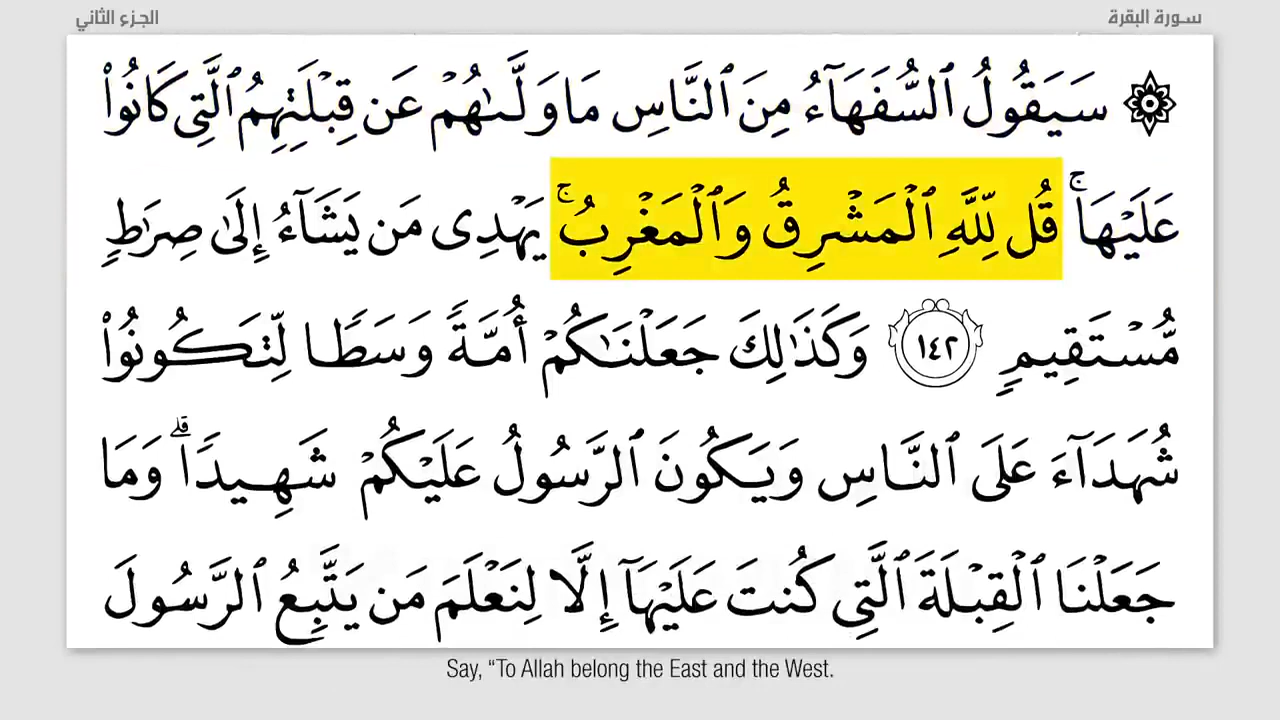 سورة البقرة
الجزء الثاني
۞ سَيَقُولُ ٱلسُّفَهَآءُ مِنَ ٱلنَّاسِ مَا وَلَّىٰهُمْ عَن قِبْلَتِهِمُ ٱلَّتِى كَانُوا۟
عَلَيْهَا ۚ قُل لِّلَّهِ ٱلْمَشْرِقُ وَٱلْمَغْرِبُ ۚ يَهْدِى مَن يَشَآءُ إِلَىٰ صِرَٰطٍ
مُّسْتَقِيمٍ ١٤٢ وَكَذَٰلِكَ جَعَلْنَٰكُمْ أُمَّةً وَسَطًا لِّتَكُونُوا۟
شُهَدَآءَ عَلَى ٱلنَّاسِ وَيَكُونَ ٱلرَّسُولُ عَلَيْكُمْ شَهِيدًا ۗ وَمَا
جَعَلْنَا ٱلْقِبْلَةَ ٱلَّتِى كُنتَ عَلَيْهَآ إِلَّا لِنَعْلَمَ مَن يَتَّبِعُ ٱلرَّسُولَ
Say, “To Allah belong the East and the West.